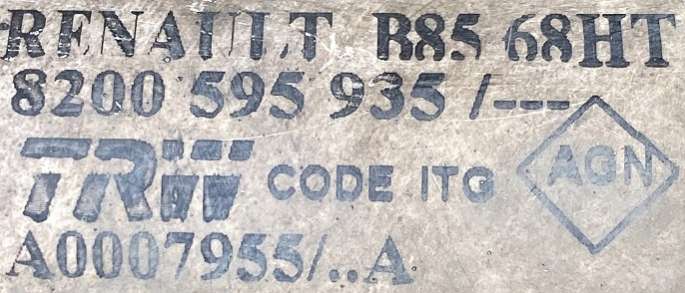 RENAULT B85 68HT
8200 595 935 /---
TRW CODE ITG AGN
A0007955/..A